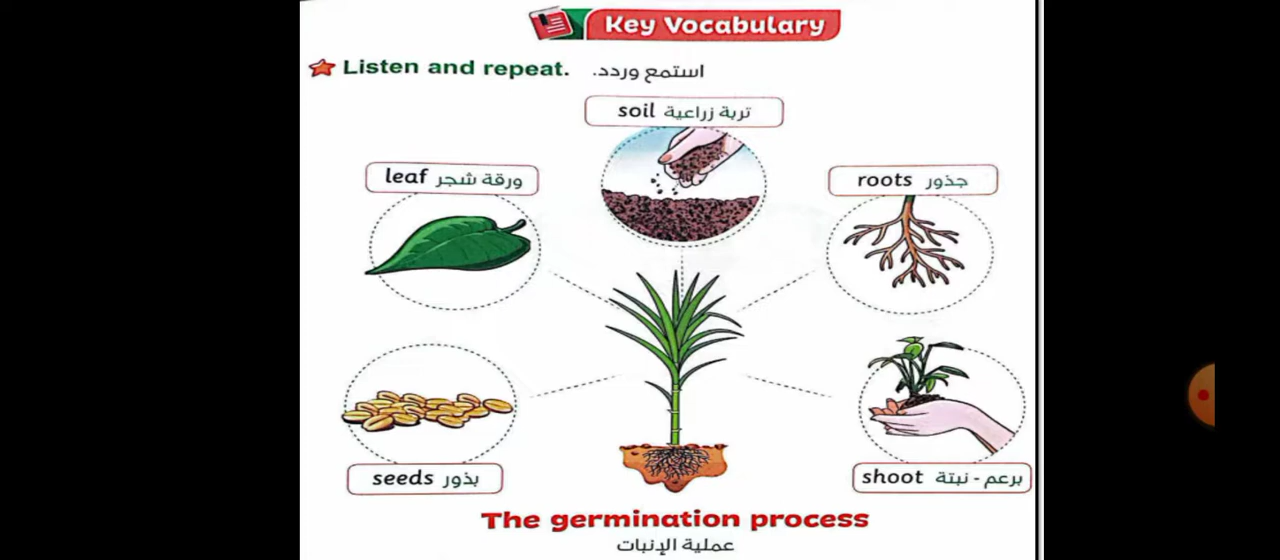 Key Vocabulary
Listen and repeat. استمع وردد.
soil تربة زراعية
leaf ورقة شجر
roots جذور
seeds بذور
shoot برعم - نبتة
The germination process
عملية الإنبات